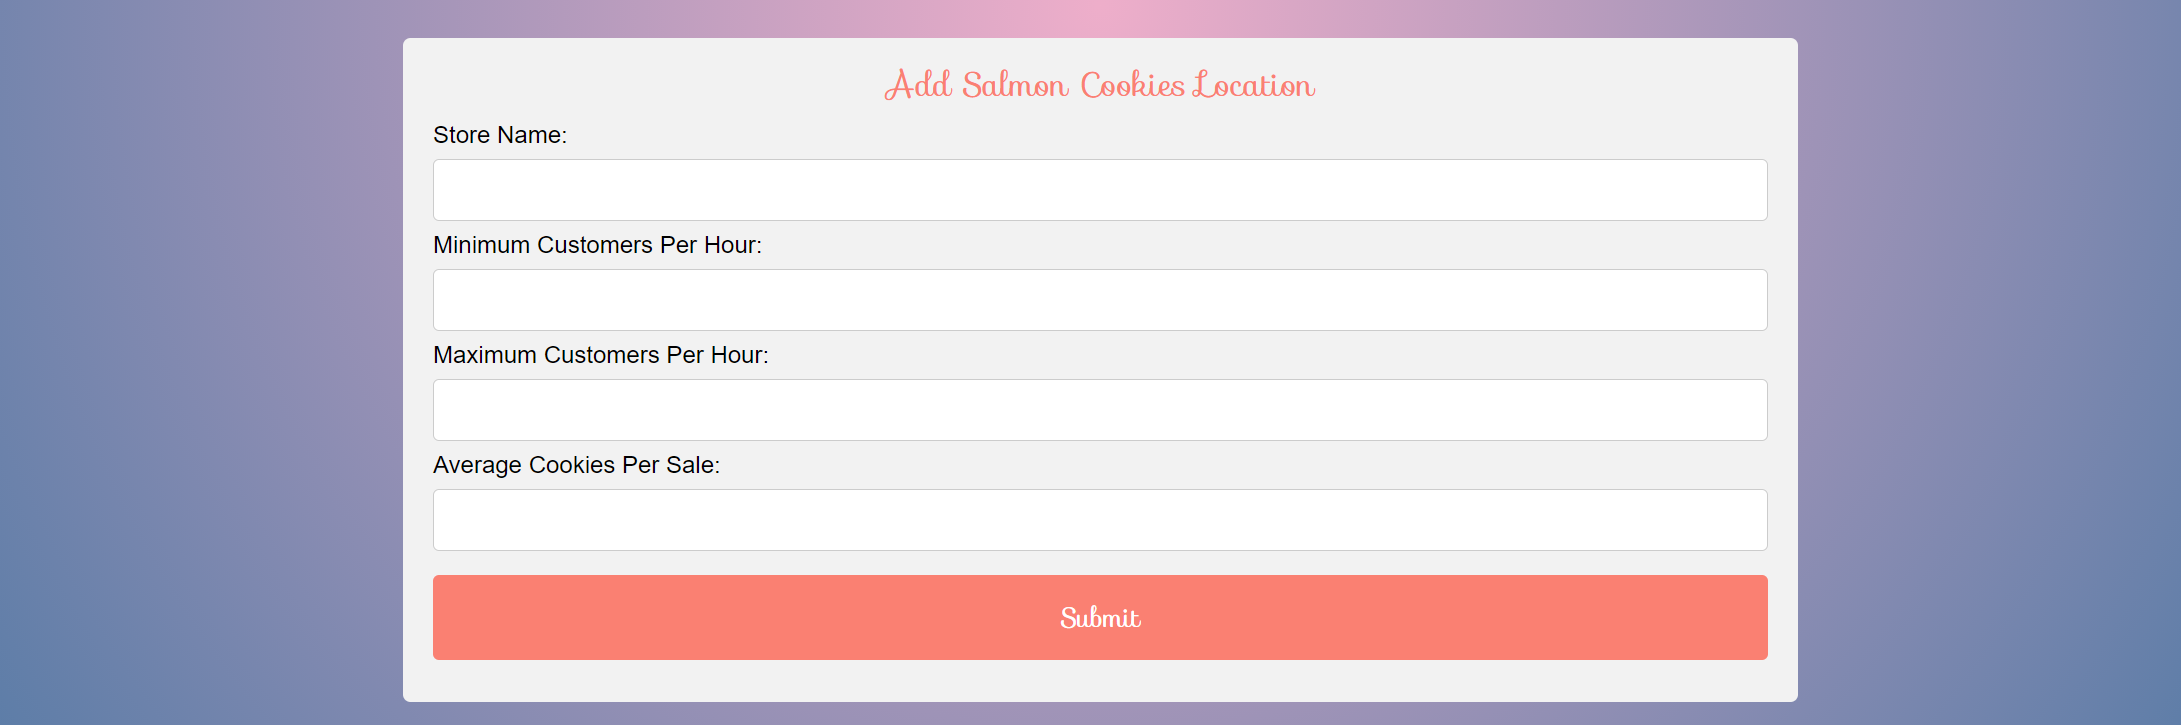 Add Salmon Cookies Location
Store Name:
Minimum Customers Per Hour:
Maximum Customers Per Hour:
Average Cookies Per Sale:
Submit